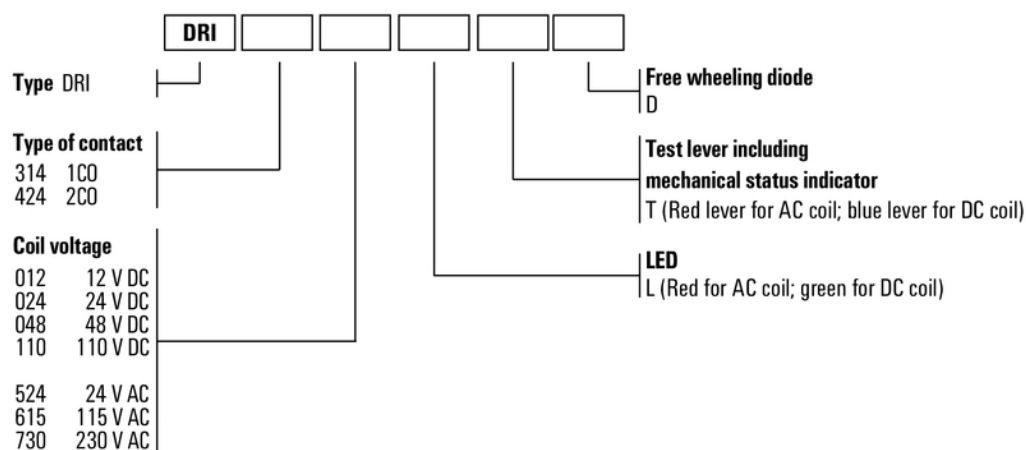 DRI
Type DRI
Type of contact
314 1CO
424 2CO
Coil voltage
012 12 V DC
024 24 V DC
048 48 V DC
110 110 V DC
524 24 V AC
615 115 V AC
730 230 V AC
Free wheeling diode
D
Test lever including
mechanical status indicator
T (Red lever for AC coil; blue lever for DC coil)
LED
L (Red for AC coil; green for DC coil)